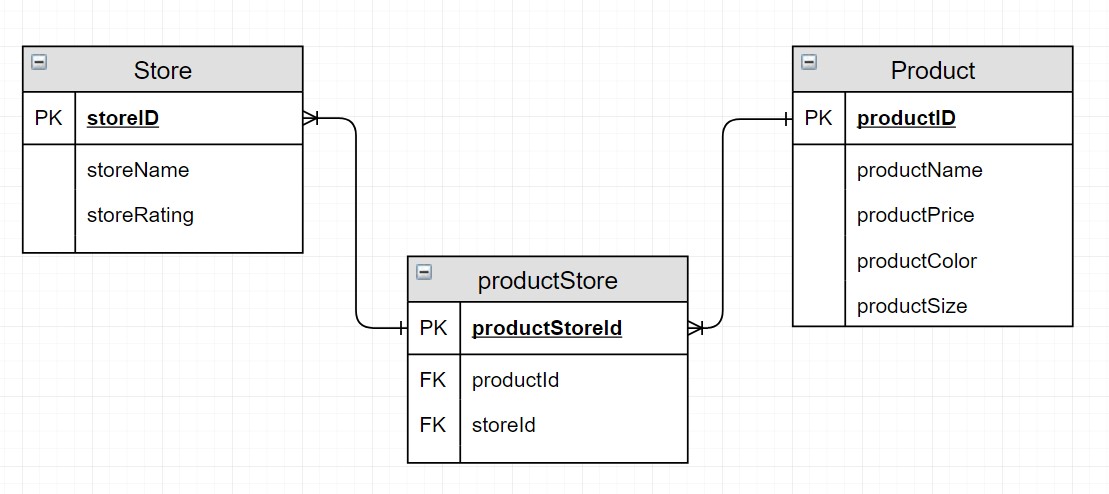 Store
PK storeID
storeName
storeRating
Product
PK productID
productName
productPrice
productColor
productSize
productStore
PK productStoreId
FK productId
FK storeId